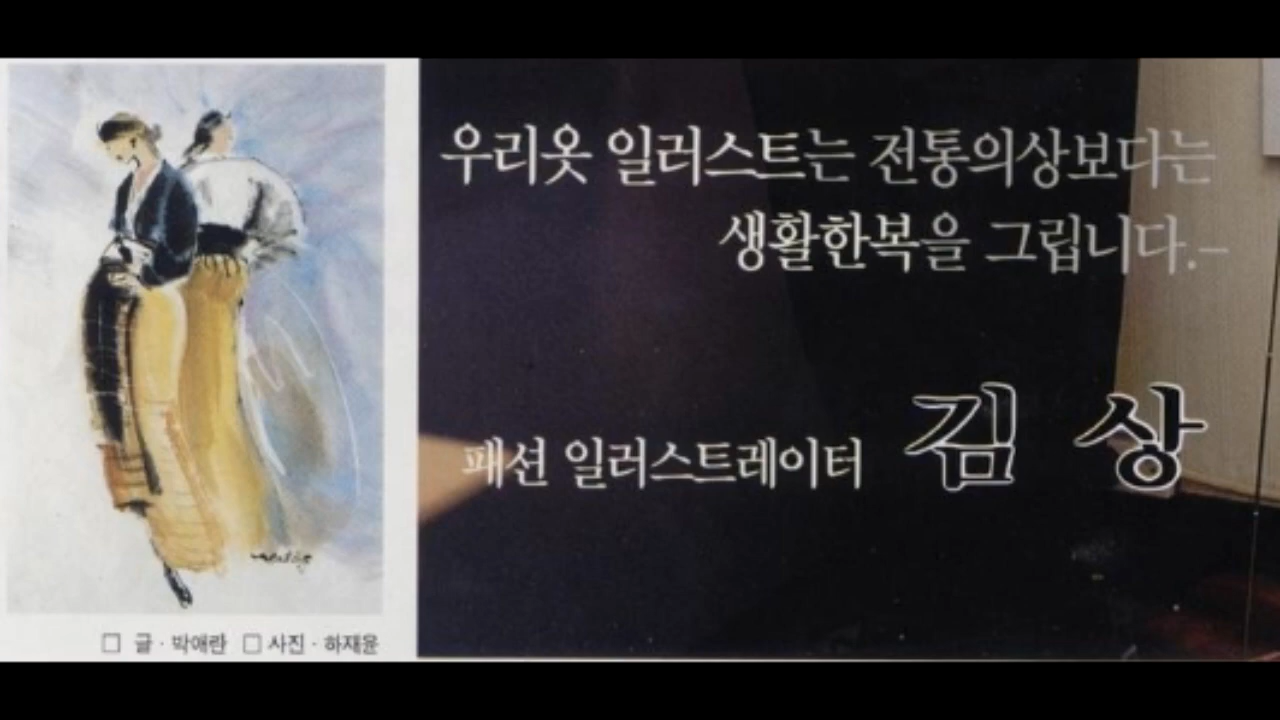 우리옷 일러스트는 전통의상보다는
생활한복을 그립니다.–
패션 일러스트레이터 김 상
□ 글 · 박애란 □ 사진 · 하재윤